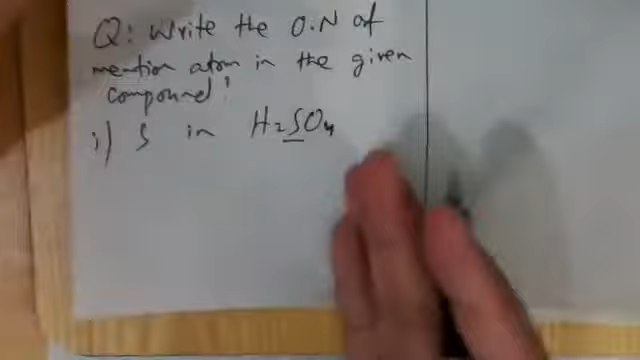 Q: Write the O.N of
mention atom in the given
compound!
i) S in H₂SO₄